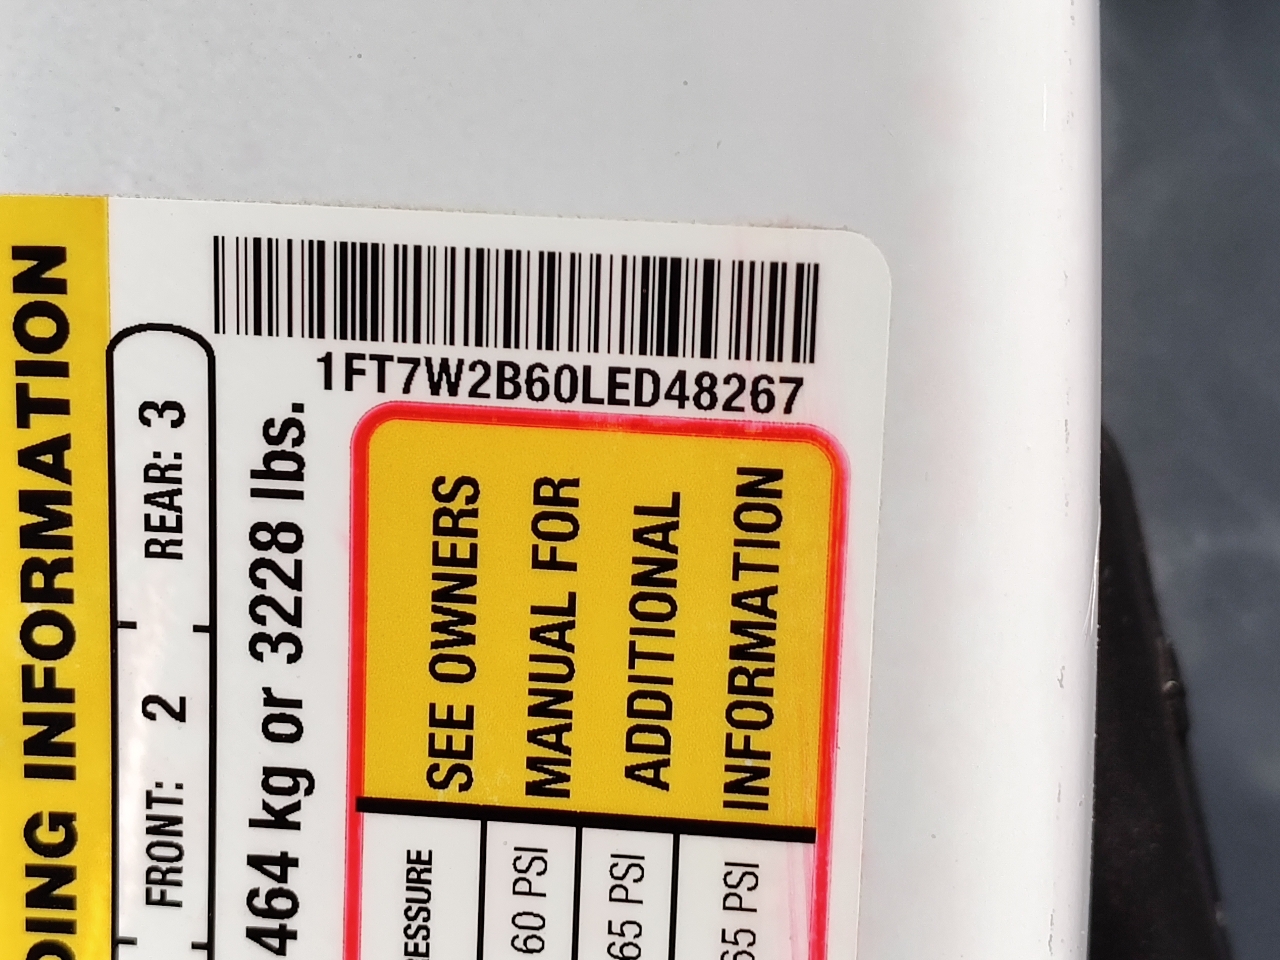 1FT7W2B60LED48267
DING INFORMATION
FRONT: 2 REAR: 3
464 kg or 3228 lbs.
ESSURE
60 PSI
65 PSI
65 PSI
SEE OWNERS
MANUAL FOR
ADDITIONAL
INFORMATION